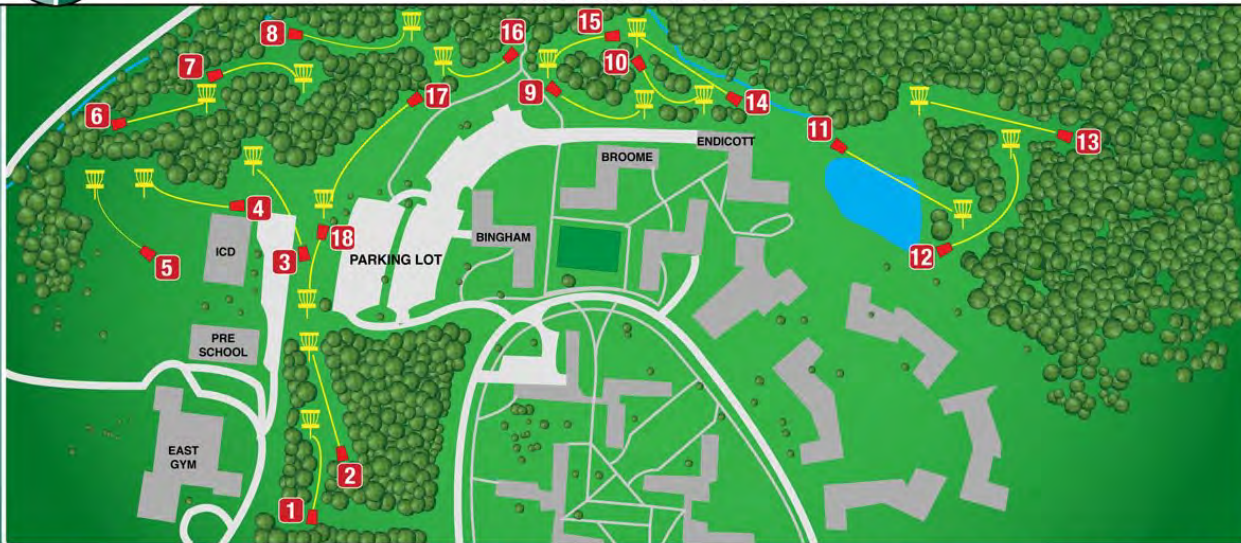 8
16
15
7
10
17
9
14
6
11
13
ENDICOTT
BROOME
4
18
BINGHAM
12
5
ICD
3
PARKING LOT
PRE
SCHOOL
EAST
GYM
2
1